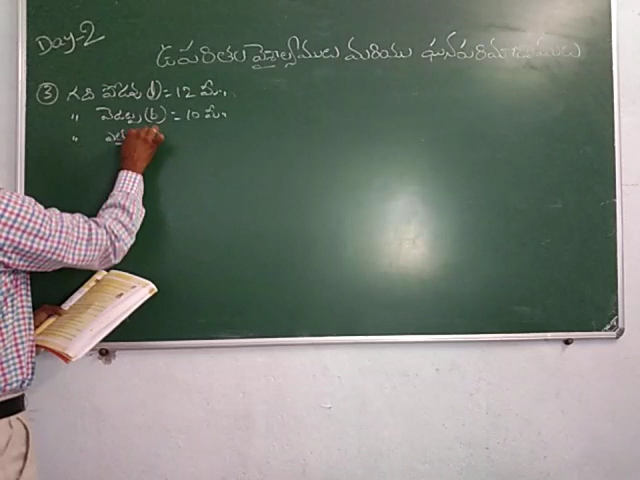 Day-2
ఉపరితల వైశాల్యములు మరియు ఘనపరిమాణములు
③ గది పొడవు (l) = 12 మీ.
" వెడల్పు (b) = 10 మీ.
"